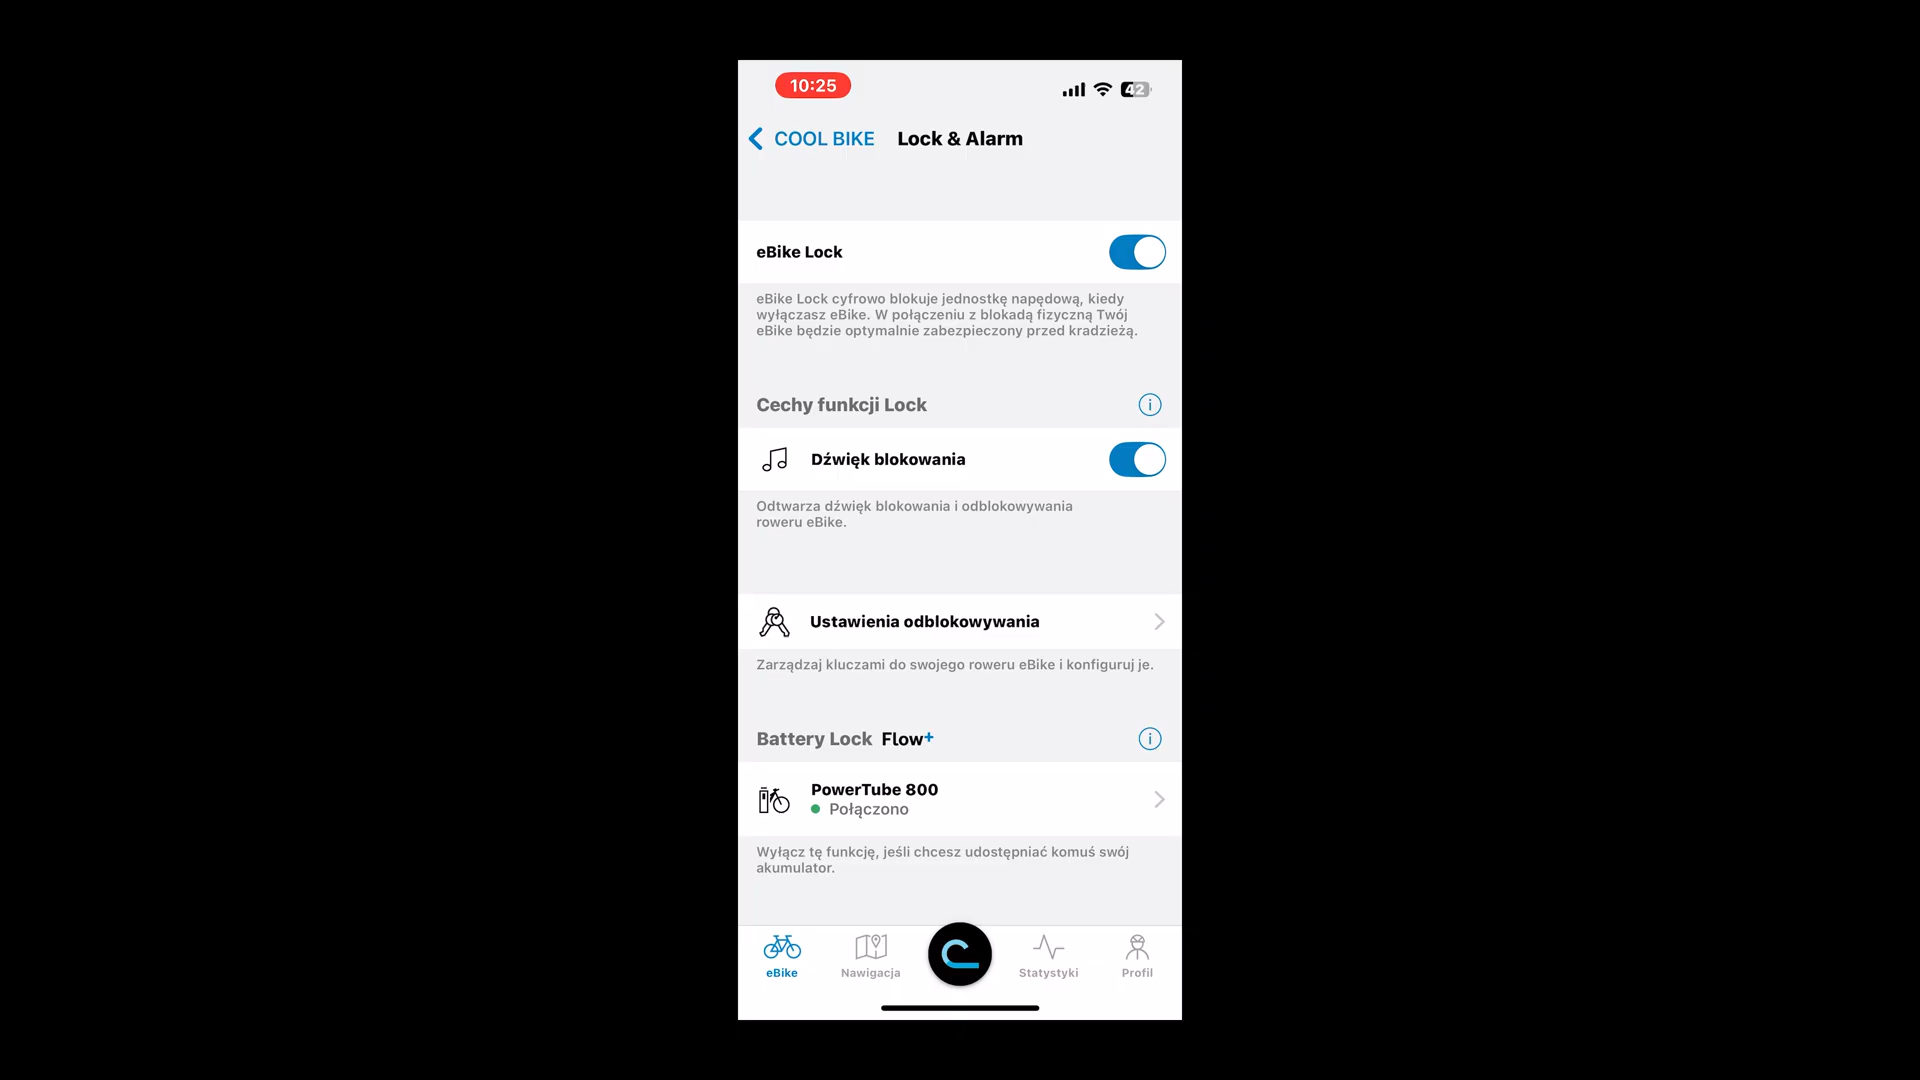 10:25
42
COOL BIKE Lock & Alarm
eBike Lock
eBike Lock cyfrowo blokuje jednostkę napędową, kiedy
wyłączasz eBike. W połączeniu z blokadą fizyczną Twój
eBike będzie optymalnie zabezpieczony przed kradzieżą.
Cechy funkcji Lock
Dźwięk blokowania
Odtwarza dźwięk blokowania i odblokowywania
roweru eBike.
Ustawienia odblokowywania
Zarządzaj kluczami do swojego roweru eBike i konfiguruj je.
Battery Lock Flow+
PowerTube 800
Połączono
Wyłącz tę funkcję, jeśli chcesz udostępniać komuś swój
akumulator.
eBike Nawigacja Statystyki Profil